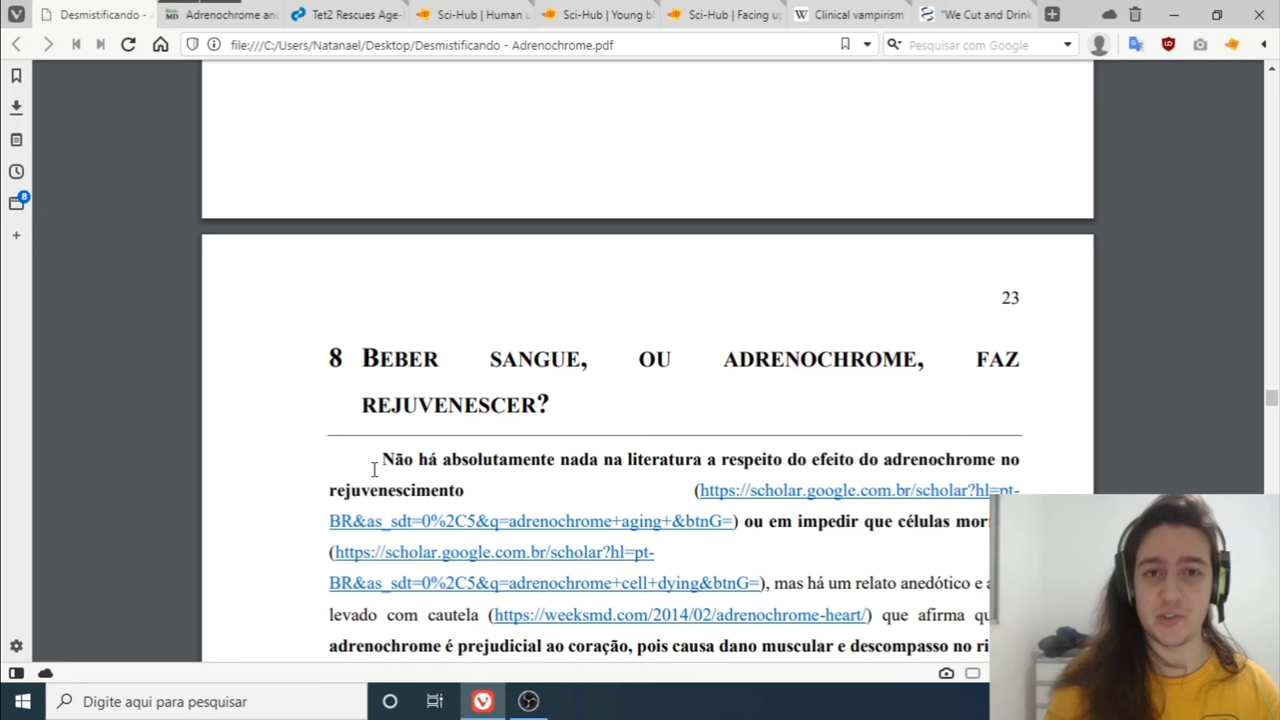 Desmistificando -
Adrenochrome an
Tet2 Rescues Age-
Sci-Hub | Human u
Sci-Hub | Young bl
Sci-Hub | Facing up
Clinical vampirism
"We Cut and Drink
file:///C:/Users/Natanael/Desktop/Desmistificando - Adrenochrome.pdf
Pesquisar com Google
8
23
8 BEBER SANGUE, OU ADRENOCHROME, FAZ
REJUVENESCER?
Não há absolutamente nada na literatura a respeito do efeito do adrenochrome no
rejuvenescimento (https://scholar.google.com.br/scholar?hl=pt-
BR&as_sdt=0%2C5&q=adrenochrome+aging+&btnG=) ou em impedir que células mor
(https://scholar.google.com.br/scholar?hl=pt-
BR&as_sdt=0%2C5&q=adrenochrome+cell+dying&btnG=), mas há um relato anedótico e a
levado com cautela (https://weeksmd.com/2014/02/adrenochrome-heart/) que afirma qu
adrenochrome é prejudicial ao coração, pois causa dano muscular e descompasso no ri
Digite aqui para pesquisar